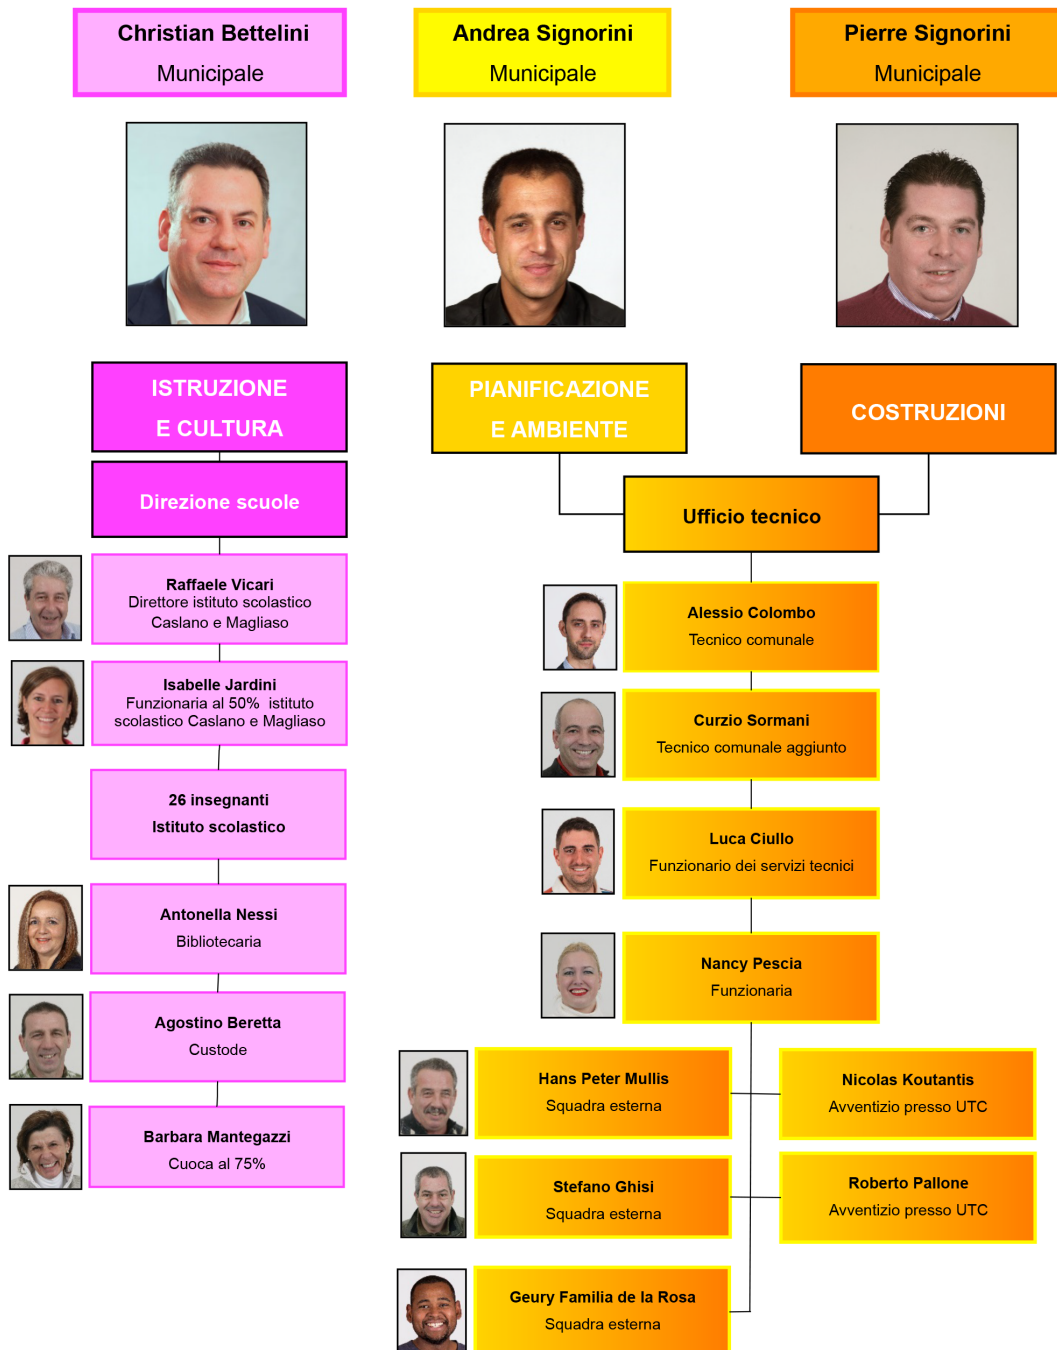 Christian Bettelini
Municipale
Andrea Signorini
Municipale
Pierre Signorini
Municipale
ISTRUZIONE
E CULTURA
PIANIFICAZIONE
E AMBIENTE
COSTRUZIONI
Direzione scuole
Ufficio tecnico
Raffaele Vicari
Direttore istituto scolastico
Caslano e Magliaso
Isabelle Jardini
Funzionaria al 50% istituto
scolastico Caslano e Magliaso
26 insegnanti
Istituto scolastico
Antonella Nessi
Bibliotecaria
Agostino Beretta
Custode
Barbara Mantegazzi
Cuoca al 75%
Alessio Colombo
Tecnico comunale
Curzio Sormani
Tecnico comunale aggiunto
Luca Ciullo
Funzionario dei servizi tecnici
Nancy Pescia
Funzionaria
Hans Peter Mullis
Squadra esterna
Nicolas Koutantis
Avventizio presso UTC
Stefano Ghisi
Squadra esterna
Roberto Pallone
Avventizio presso UTC
Geury Familia de la Rosa
Squadra esterna